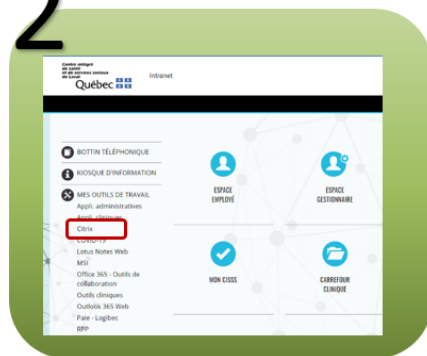 2
Centre intégré
de santé
et de services sociaux
de Laval
Québec
Intranet
BOTTIN TÉLÉPHONIQUE
KIOSQUE D'INFORMATION
MES OUTILS DE TRAVAIL
Appli. administratives
Appli. cliniques
Citrix
COVID-19
Lotus Notes Web
MSI
Office 365 - Outils de
collaboration
Outils cliniques
Outlook 365 Web
Paie - Logibec
RPP
ESPACE
EMPLOYÉ
ESPACE
GESTIONNAIRE
MON CISSS
CARREFOUR
CLINIQUE